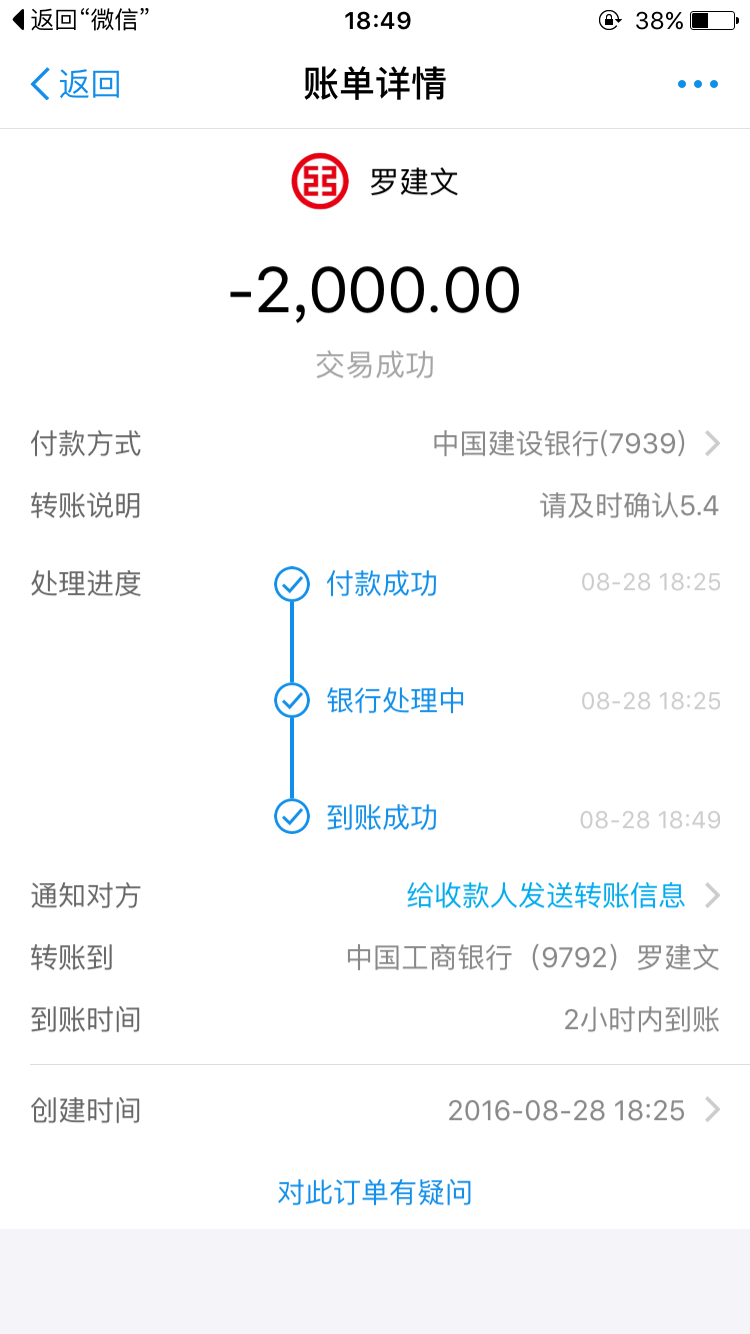 返回“微信”
18:49
38%
返回
账单详情
罗建文
-2,000.00
交易成功
付款方式
中国建设银行(7939)
转账说明
请及时确认5.4
处理进度
付款成功
08-28 18:25
银行处理中
08-28 18:25
到账成功
08-28 18:49
通知对方
给收款人发送转账信息
转账到
中国工商银行（9792）罗建文
到账时间
2小时内到账
创建时间
2016-08-28 18:25
对此订单有疑问